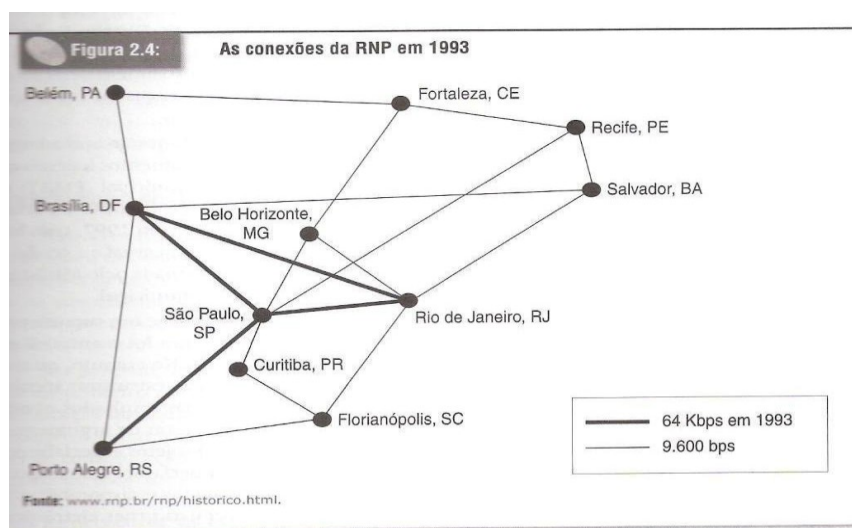 Figura 2.4:
As conexões da RNP em 1993
Belém, PA
Fortaleza, CE
Recife, PE
Salvador, BA
Brasília, DF
Belo Horizonte,
MG
São Paulo,
SP
Rio de Janeiro, RJ
Curitiba, PR
Florianópolis, SC
Porto Alegre, RS
64 Kbps em 1993
9.600 bps
Fonte: www.rnp.br/rnp/historico.html.